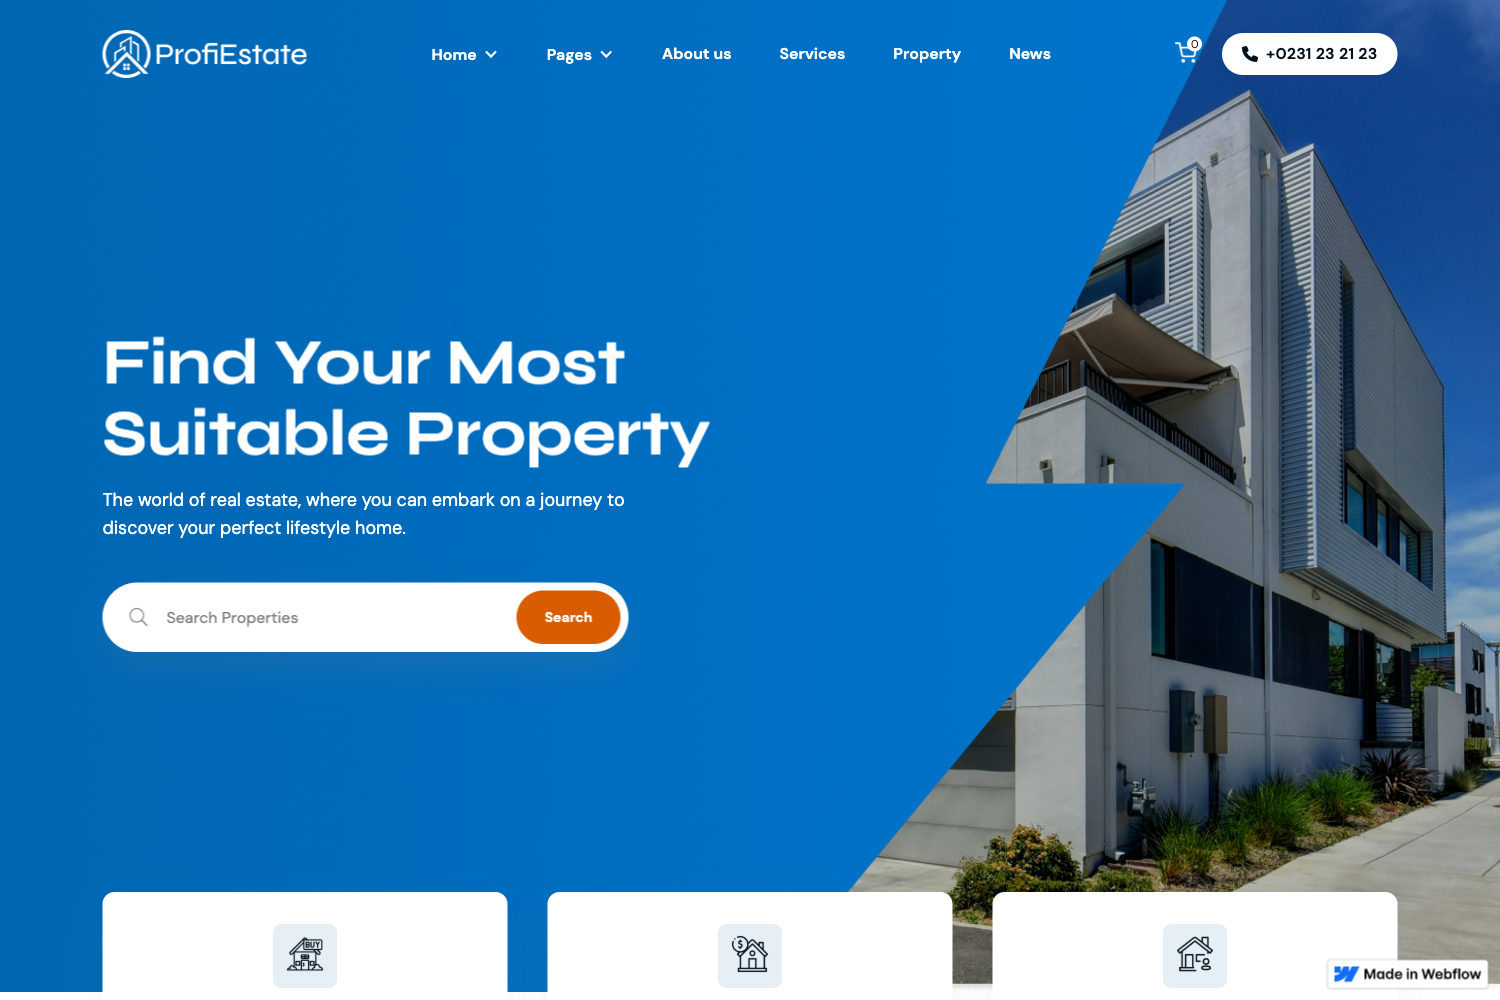 ProfiEstate
Home
Pages
About us
Services
Property
News
0
+0231 23 21 23
Find Your Most
Suitable Property
The world of real estate, where you can embark on a journey to
discover your perfect lifestyle home.
Search Properties
Search
BUY
$
Made in Webflow